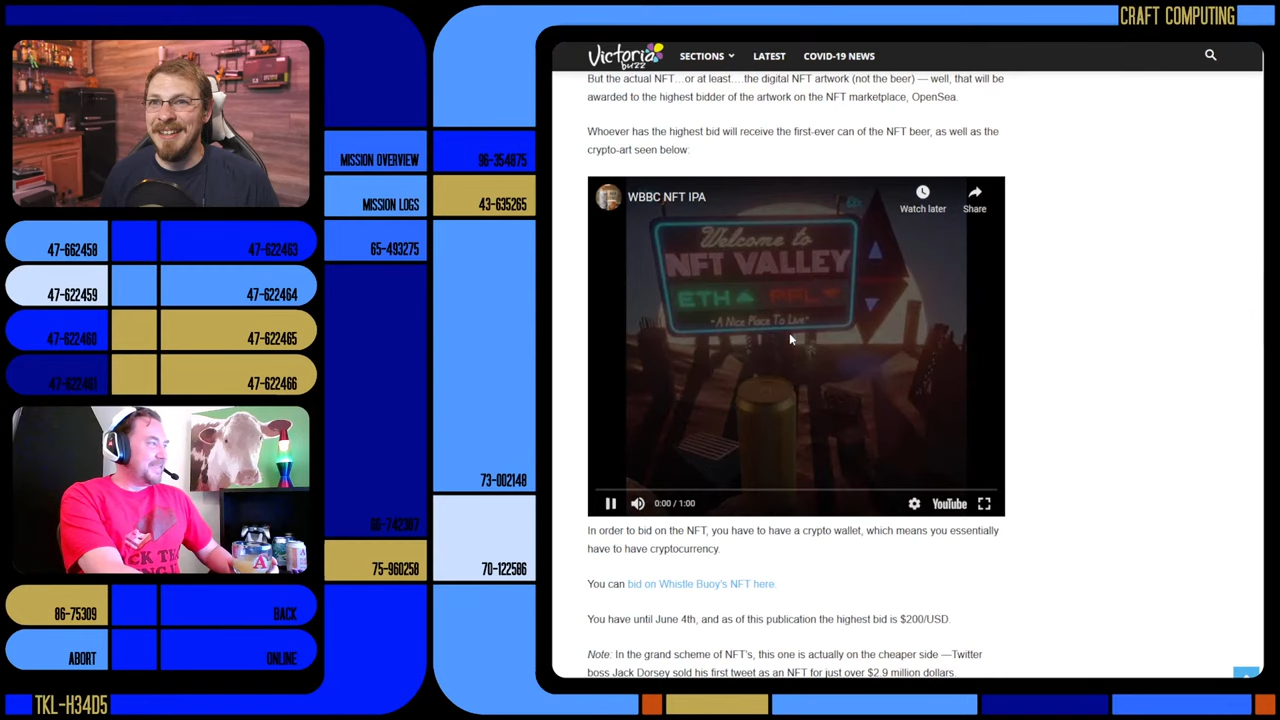 CRAFT COMPUTING
MISSION OVERVIEW
96-354875
MISSION LOGS
43-635265
47-662458
47-622463
65-493275
47-622459
47-622464
47-622460
47-622465
47-622461
47-622466
73-002148
86-742307
75-960258
70-122586
86-75309
BACK
ABORT
ONLINE
TKL-H34D5
Victoria
buzz
SECTIONS
LATEST
COVID-19 NEWS
But the actual NFT…or at least….the digital NFT artwork (not the beer) — well, that will be
awarded to the highest bidder of the artwork on the NFT marketplace, OpenSea.
Whoever has the highest bid will receive the first-ever can of the NFT beer, as well as the
crypto-art seen below:
WBBC NFT IPA
Watch later
Share
Welcome to
NFT VALLEY
ETH PFL
-A Nice Place To Live-
0:00 / 1:00
YouTube
In order to bid on the NFT, you have to have a crypto wallet, which means you essentially
have to have cryptocurrency.
You can bid on Whistle Buoy's NFT here.
You have until June 4th, and as of this publication the highest bid is $200/USD.
Note: In the grand scheme of NFT's, this one is actually on the cheaper side —Twitter
boss Jack Dorsey sold his first tweet as an NFT for just over $2.9 million dollars.